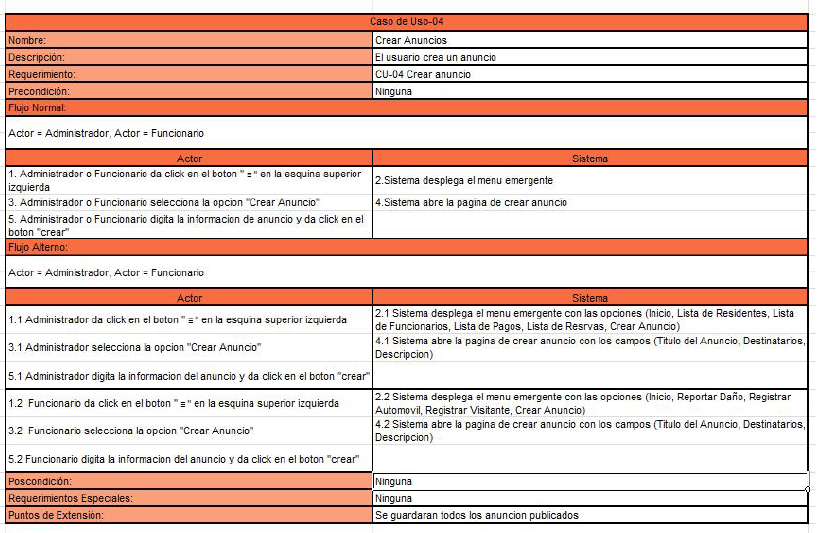 Caso de Uso-04
Nombre: Crear Anuncios
Descripción: El usuario crea un anuncio
Requerimiento: CU-04 Crear anuncio
Precondición: Ninguna
Flujo Normal:
Actor = Administrador, Actor = Funcionario
Actor Sistema
1. Administrador o Funcionario da click en el boton " ≡ " en la esquina superior
izquierda
2.Sistema desplega el menu emergente
3. Administrador o Funcionario selecciona la opcion "Crear Anuncio"
4.Sistema abre la pagina de crear anuncio
5. Administrador o Funcionario digita la informacion de anuncio y da click en el
boton "crear"
Flujo Alterno:
Actor = Administrador, Actor = Funcionario
Actor Sistema
1.1 Administrador da click en el boton " ≡ " en la esquina superior izquierda
2.1 Sistema desplega el menu emergente con las opciones (Inicio, Lista de Residentes, Lista
de Funcionarios, Lista de Pagos, Lista de Resrvas, Crear Anuncio)
3.1 Administrador selecciona la opcion "Crear Anuncio"
4.1 Sistema abre la pagina de crear anuncio con los campos (Titulo del Anuncio, Destinatarios,
Descripcion)
5.1 Administrador digita la informacion del anuncio y da click en el boton "crear"
1.2 Funcionario da click en el boton " ≡ " en la esquina superior izquierda
2.2 Sistema desplega el menu emergente con las opciones (Inicio, Reportar Daño, Registrar
Automovil, Registrar Visitante, Crear Anuncio)
3.2 Funcionario selecciona la opcion "Crear Anuncio"
4.2 Sistema abre la pagina de crear anuncio con los campos (Titulo del Anuncio, Destinatarios,
Descripcion)
5.2 Funcionario digita la informacion del anuncio y da click en el boton "crear"
Poscondición: Ninguna
Requerimientos Especiales: Ninguna
Puntos de Extensión: Se guardaran todos los anuncion publicados